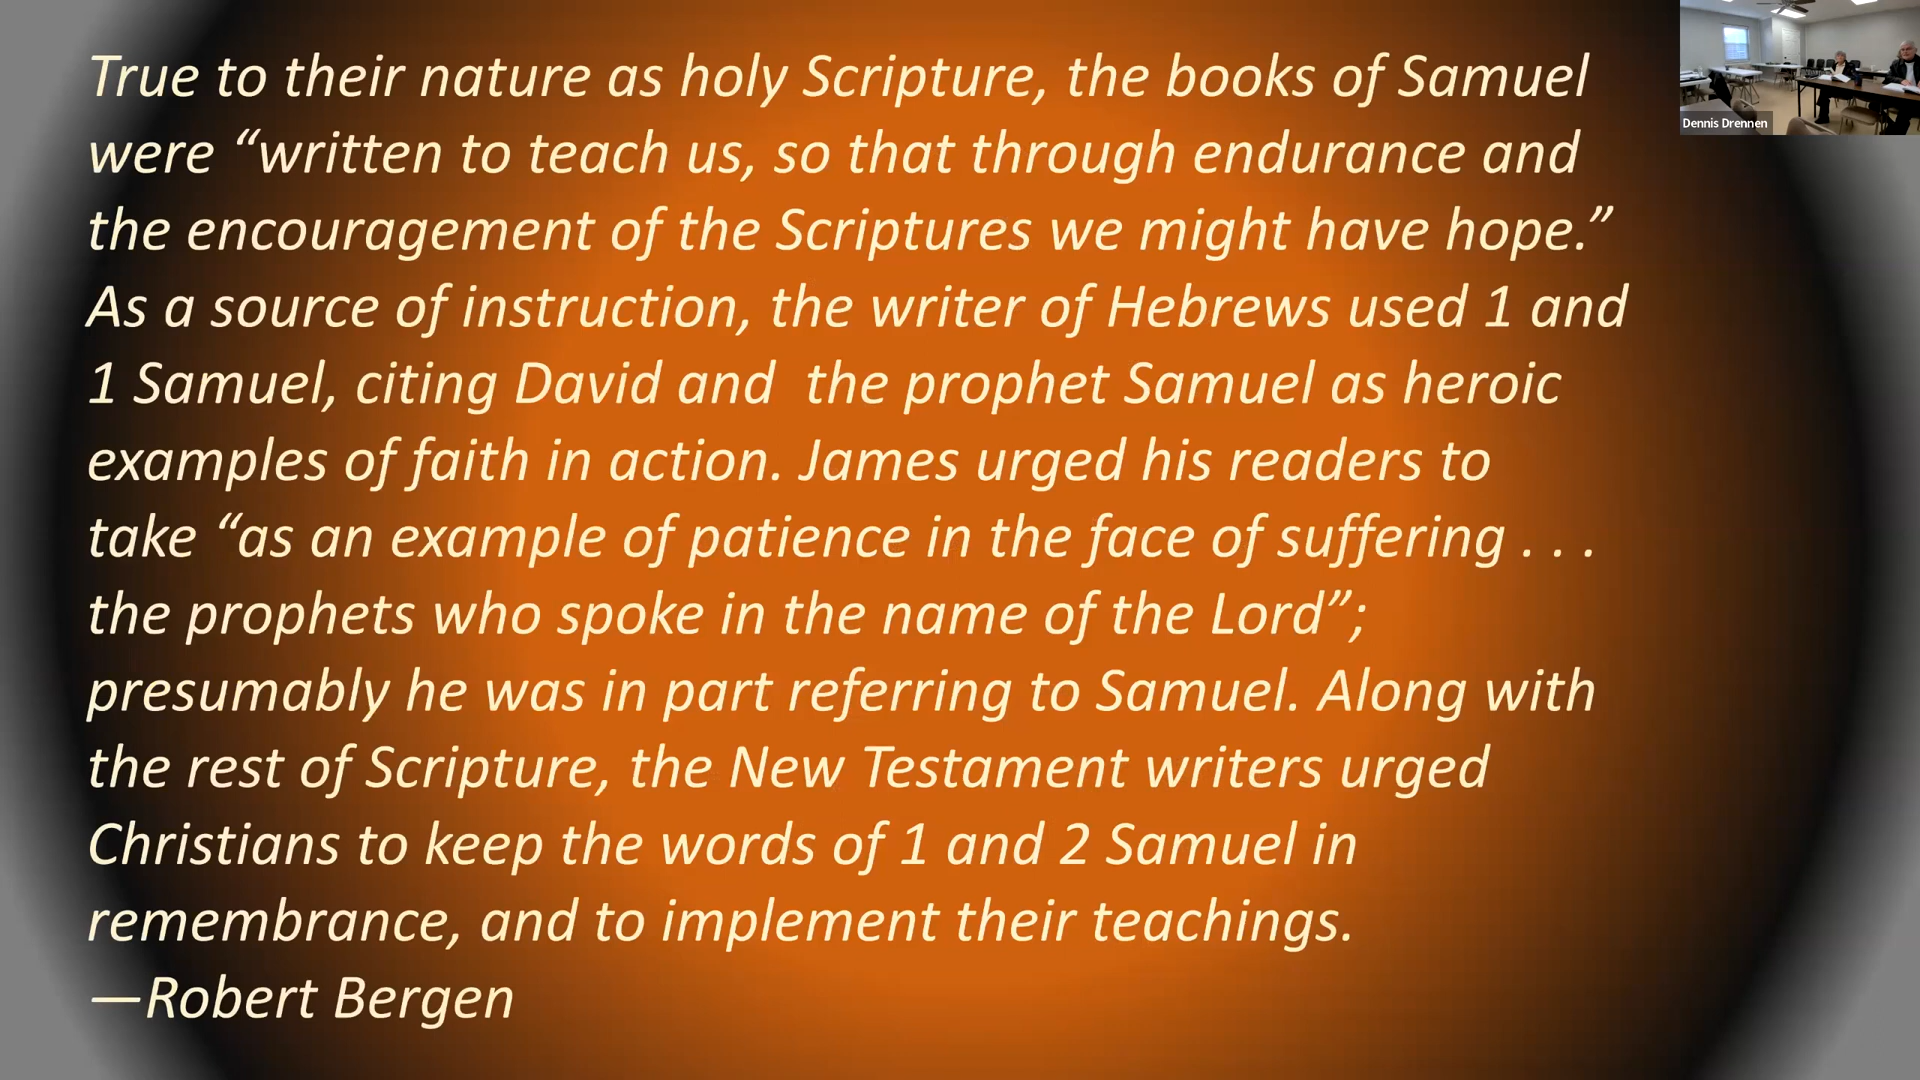 True to their nature as holy Scripture, the books of Samuel
were “written to teach us, so that through endurance and
the encouragement of the Scriptures we might have hope.”
As a source of instruction, the writer of Hebrews used 1 and
1 Samuel, citing David and  the prophet Samuel as heroic
examples of faith in action. James urged his readers to
take “as an example of patience in the face of suffering . . .
the prophets who spoke in the name of the Lord”;
presumably he was in part referring to Samuel. Along with
the rest of Scripture, the New Testament writers urged
Christians to keep the words of 1 and 2 Samuel in
remembrance, and to implement their teachings.
—Robert Bergen
Dennis Drennen